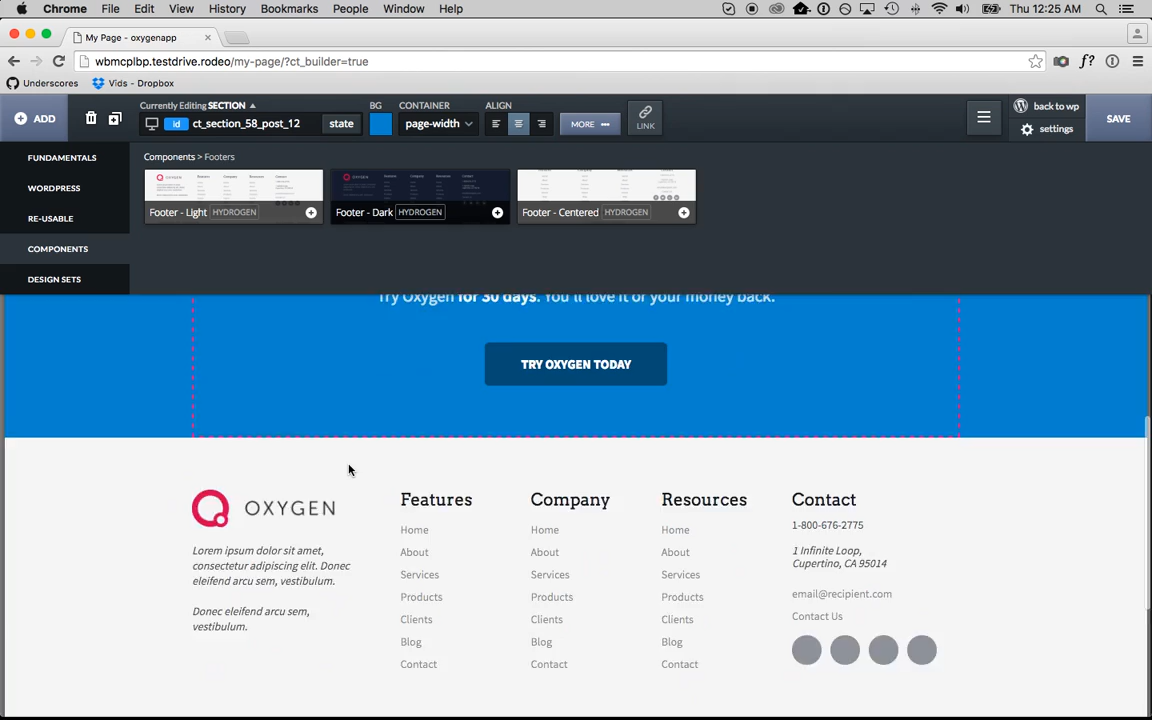 Chrome File Edit View History Bookmarks People Window Help Thu 12:25 AM
My Page - oxygenapp ×
wbmcplbp.testdrive.rodeo/my-page/?ct_builder=true
Underscores Vids - Dropbox
ADD
Currently Editing SECTION
id ct_section_58_post_12 state
BG
CONTAINER
page-width
ALIGN
MORE
LINK
back to wp
settings
SAVE
FUNDAMENTALS
WORDPRESS
RE-USABLE
COMPONENTS
DESIGN SETS
Components > Footers
Footer - Light HYDROGEN
Footer - Dark HYDROGEN
Footer - Centered HYDROGEN
Try Oxygen for 30 days. You'll love it or your money back.
TRY OXYGEN TODAY
OXYGEN
Lorem ipsum dolor sit amet,
consectetur adipiscing elit. Donec
eleifend arcu sem, vestibulum.
Donec eleifend arcu sem,
vestibulum.
Features
Home
About
Services
Products
Clients
Blog
Contact
Company
Home
About
Services
Products
Clients
Blog
Contact
Resources
Home
About
Services
Products
Clients
Blog
Contact
Contact
1-800-676-2775
1 Infinite Loop,
Cupertino, CA 95014
email@recipient.com
Contact Us